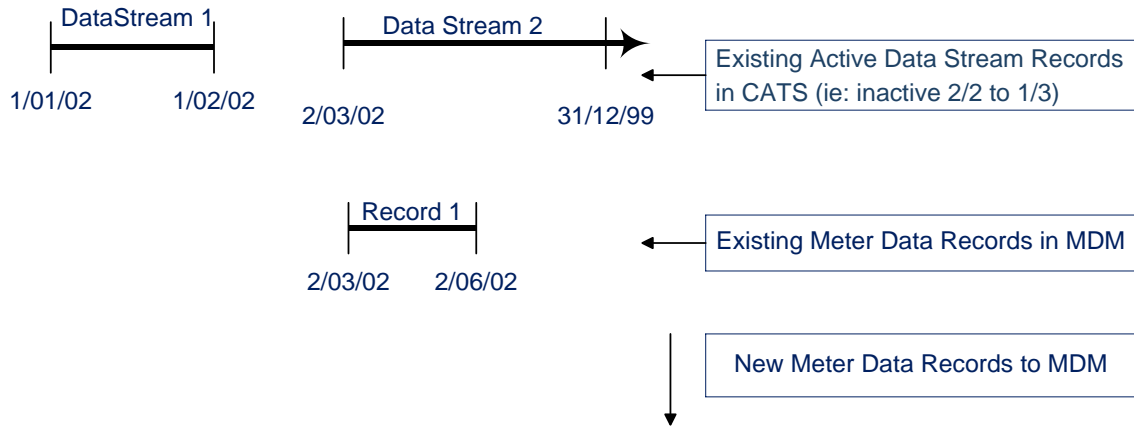 DataStream 1
Data Stream 2
1/01/02
1/02/02
2/03/02
31/12/99
Existing Active Data Stream Records
in CATS (ie: inactive 2/2 to 1/3)
Record 1
2/03/02
2/06/02
Existing Meter Data Records in MDM
New Meter Data Records to MDM